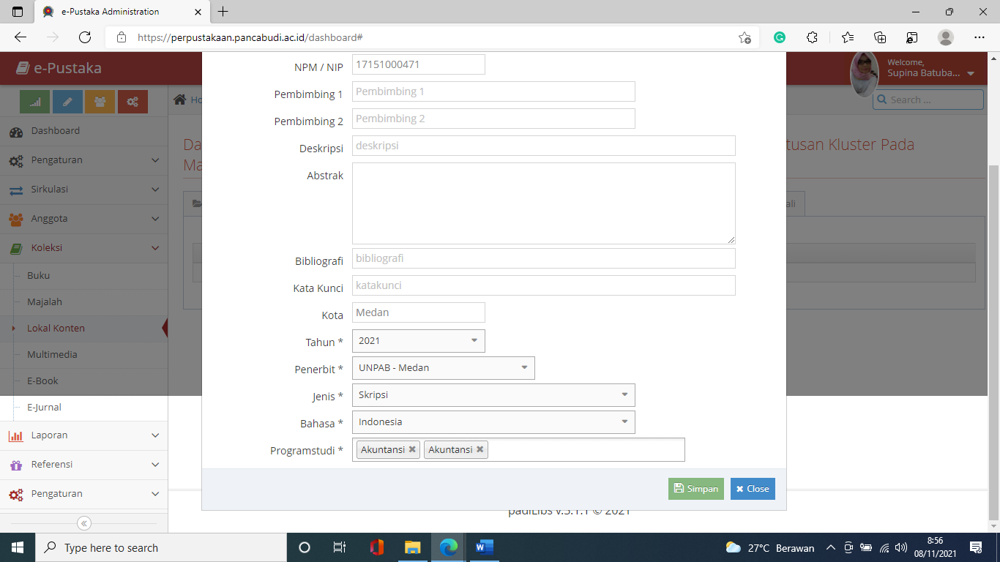 e-Pustaka Administration
https://perpustakaan.pancabudi.ac.id/dashboard#
e-Pustaka
Welcome,
Supina Batuba...
Search ...
Ho
Dashboard
Pengaturan
Sirkulasi
Anggota
Koleksi
Buku
Majalah
Lokal Konten
Multimedia
E-Book
E-Jurnal
Laporan
Referensi
Pengaturan
Da
tusan Kluster Pada
Ma
ali
NPM / NIP 17151000471
Pembimbing 1 Pembimbing 1
Pembimbing 2 Pembimbing 2
Deskripsi deskripsi
Abstrak
Bibliografi bibliografi
Kata Kunci katakunci
Kota Medan
Tahun * 2021
Penerbit * UNPAB - Medan
Jenis * Skripsi
Bahasa * Indonesia
Programstudi * Akuntansi Akuntansi
Simpan Close
padiLibs v.3.1.1 © 2021
Type here to search
27°C Berawan
8:56
08/11/2021